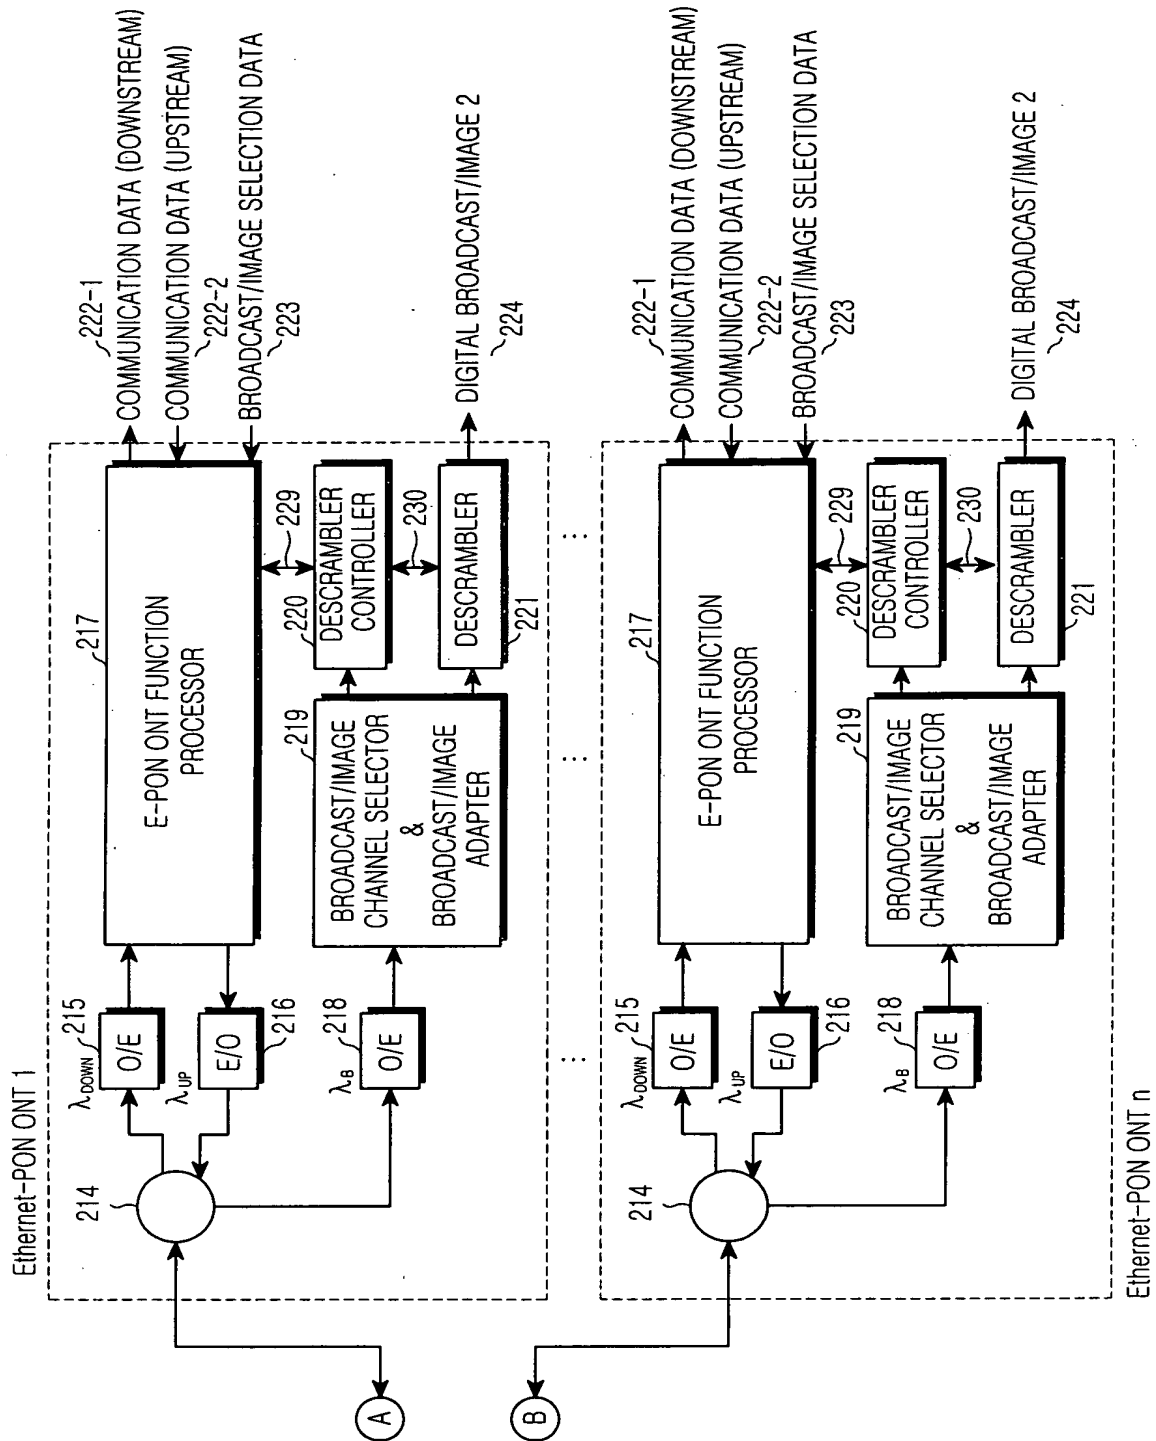 Ethernet-PON ONT 1
214
λDOWN
215
O/E
λUP
E/O
216
λB
218
O/E
217
E-PON ONT FUNCTION
PROCESSOR
219
BROADCAST/IMAGE
CHANNEL SELECTOR
&
BROADCAST/IMAGE
ADAPTER
229
220
DESCRAMBLER
CONTROLLER
230
DESCRAMBLER
221
222-1
COMMUNICATION DATA (DOWNSTREAM)
COMMUNICATION DATA (UPSTREAM)
222-2
BROADCAST/IMAGE SELECTION DATA
223
DIGITAL BROADCAST/IMAGE 2
224
A
...
...
...
B
214
λDOWN
215
O/E
λUP
E/O
216
λB
218
O/E
217
E-PON ONT FUNCTION
PROCESSOR
219
BROADCAST/IMAGE
CHANNEL SELECTOR
&
BROADCAST/IMAGE
ADAPTER
229
220
DESCRAMBLER
CONTROLLER
230
DESCRAMBLER
221
222-1
COMMUNICATION DATA (DOWNSTREAM)
COMMUNICATION DATA (UPSTREAM)
222-2
BROADCAST/IMAGE SELECTION DATA
223
DIGITAL BROADCAST/IMAGE 2
224
Ethernet-PON ONT n